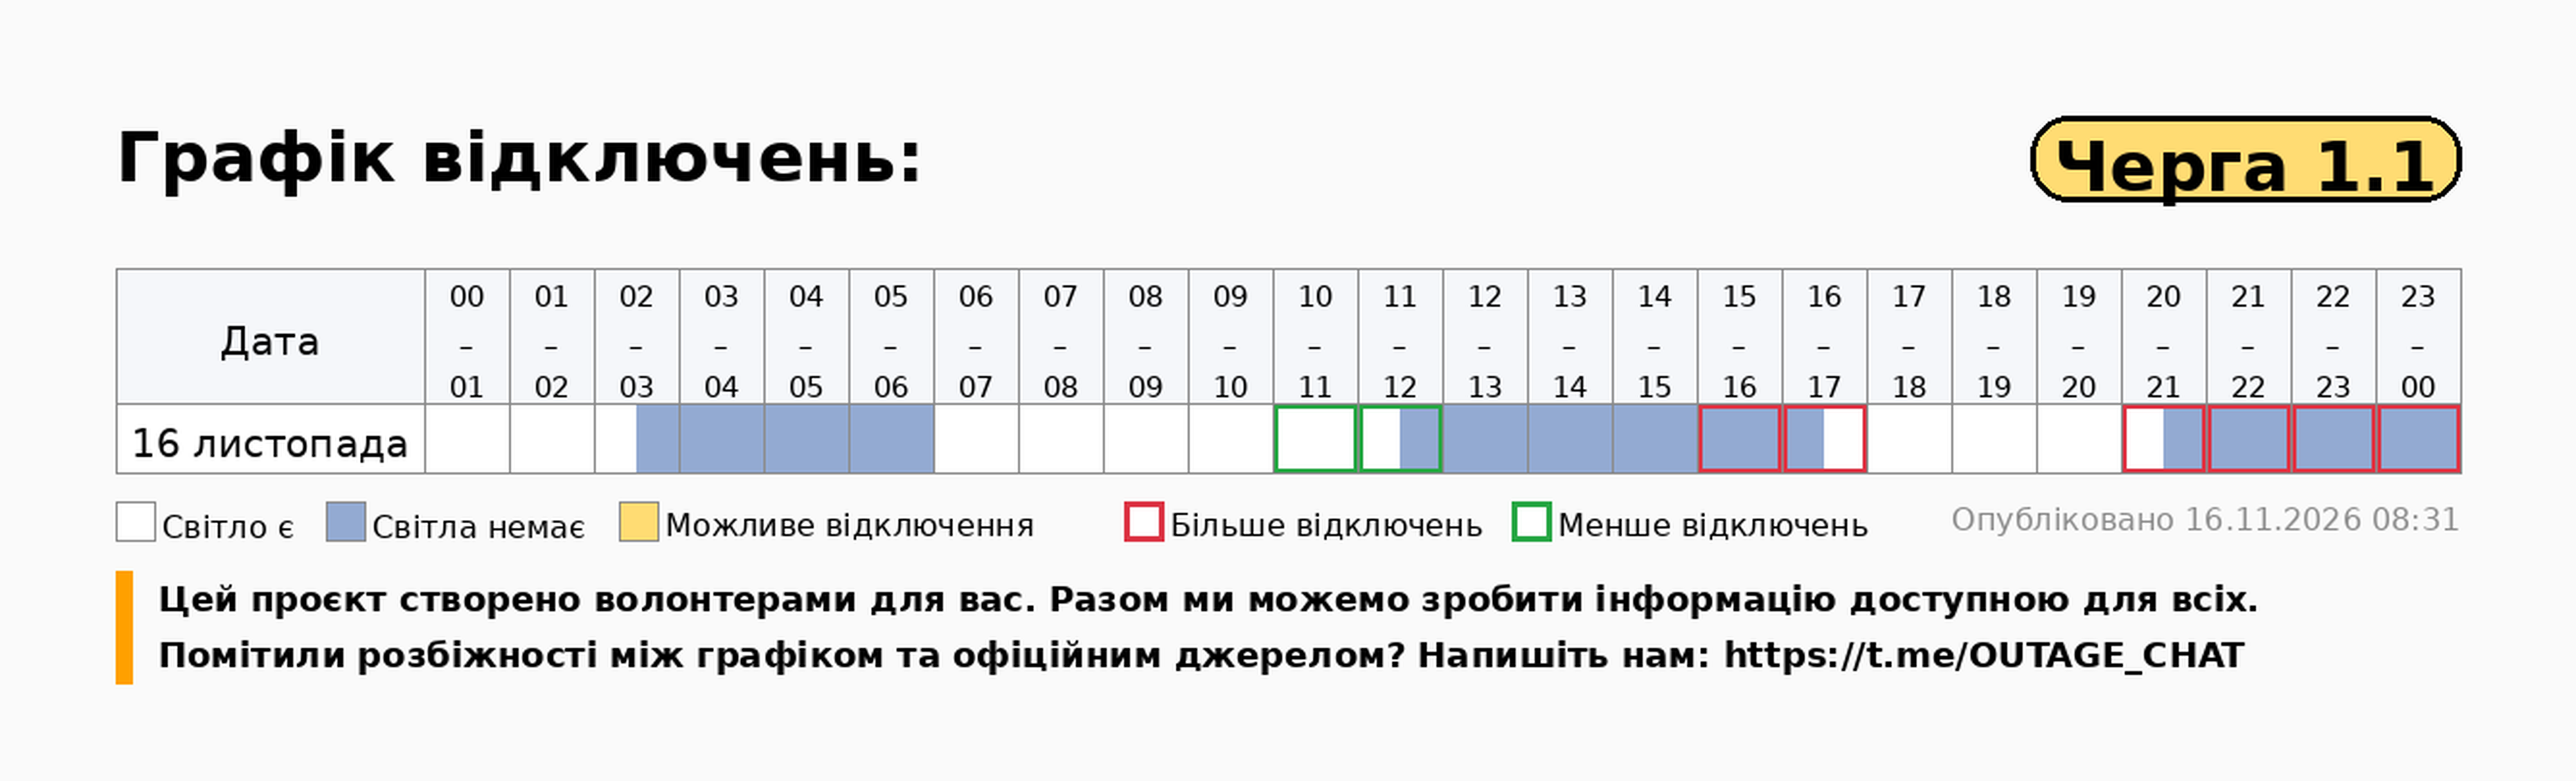 Графік відключень:
Черга 1.1
Дата
00 – 01
01 – 02
02 – 03
03 – 04
04 – 05
05 – 06
06 – 07
07 – 08
08 – 09
09 – 10
10 – 11
11 – 12
12 – 13
13 – 14
14 – 15
15 – 16
16 – 17
17 – 18
18 – 19
19 – 20
20 – 21
21 – 22
22 – 23
23 – 00
16 листопада
Світло є
Світла немає
Можливе відключення
Більше відключень
Менше відключень
Опубліковано 16.11.2026 08:31
Цей проєкт створено волонтерами для вас. Разом ми можемо зробити інформацію доступною для всіх.
Помітили розбіжності між графіком та офіційним джерелом? Напишіть нам: https://t.me/OUTAGE_CHAT